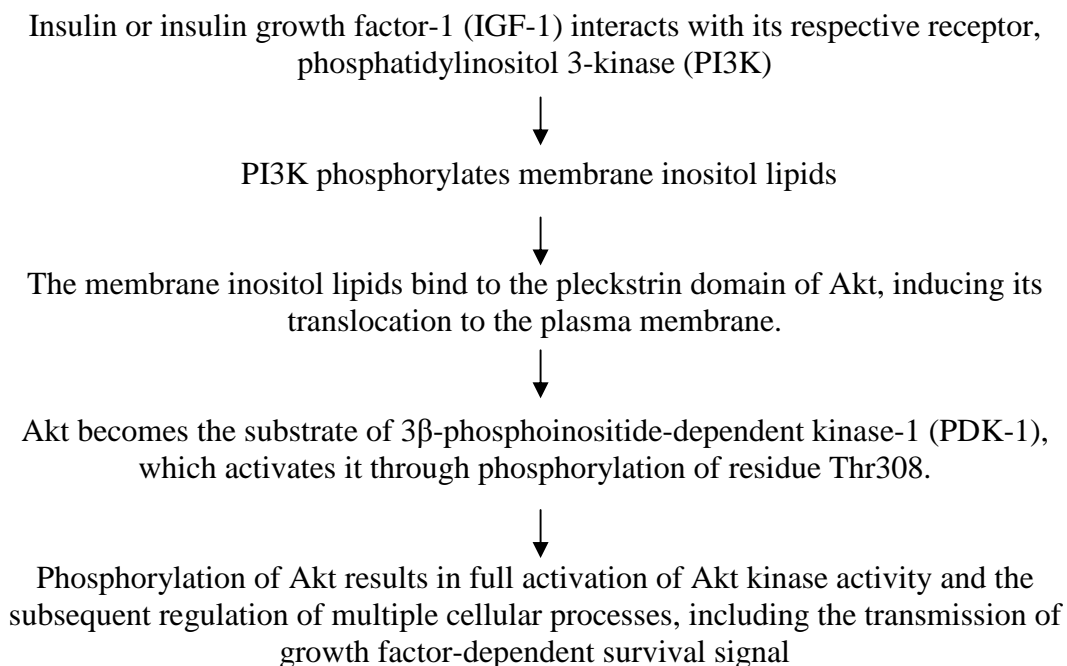 Insulin or insulin growth factor-1 (IGF-1) interacts with its respective receptor,
phosphatidylinositol 3-kinase (PI3K)
PI3K phosphorylates membrane inositol lipids
The membrane inositol lipids bind to the pleckstrin domain of Akt, inducing its
translocation to the plasma membrane.
Akt becomes the substrate of 3β-phosphoinositide-dependent kinase-1 (PDK-1),
which activates it through phosphorylation of residue Thr308.
Phosphorylation of Akt results in full activation of Akt kinase activity and the
subsequent regulation of multiple cellular processes, including the transmission of
growth factor-dependent survival signal